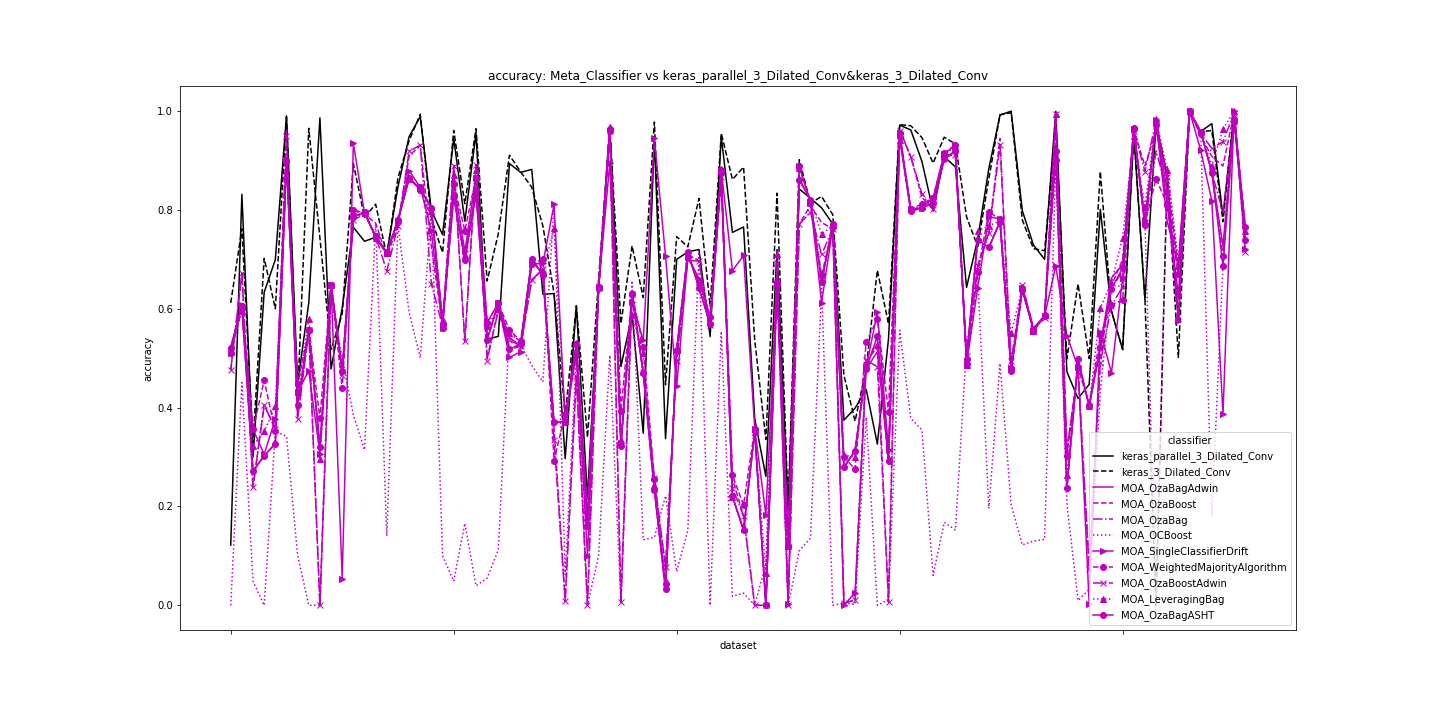 accuracy: Meta_Classifier vs keras_parallel_3_Dilated_Conv&keras_3_Dilated_Conv
1.0
0.8
0.6
0.4
0.2
0.0
accuracy
dataset
classifier
keras_parallel_3_Dilated_Conv
keras_3_Dilated_Conv
MOA_OzaBagAdwin
MOA_OzaBoost
MOA_OzaBag
MOA_OCBoost
MOA_SingleClassifierDrift
MOA_WeightedMajorityAlgorithm
MOA_OzaBoostAdwin
MOA_LeveragingBag
MOA_OzaBagASHT